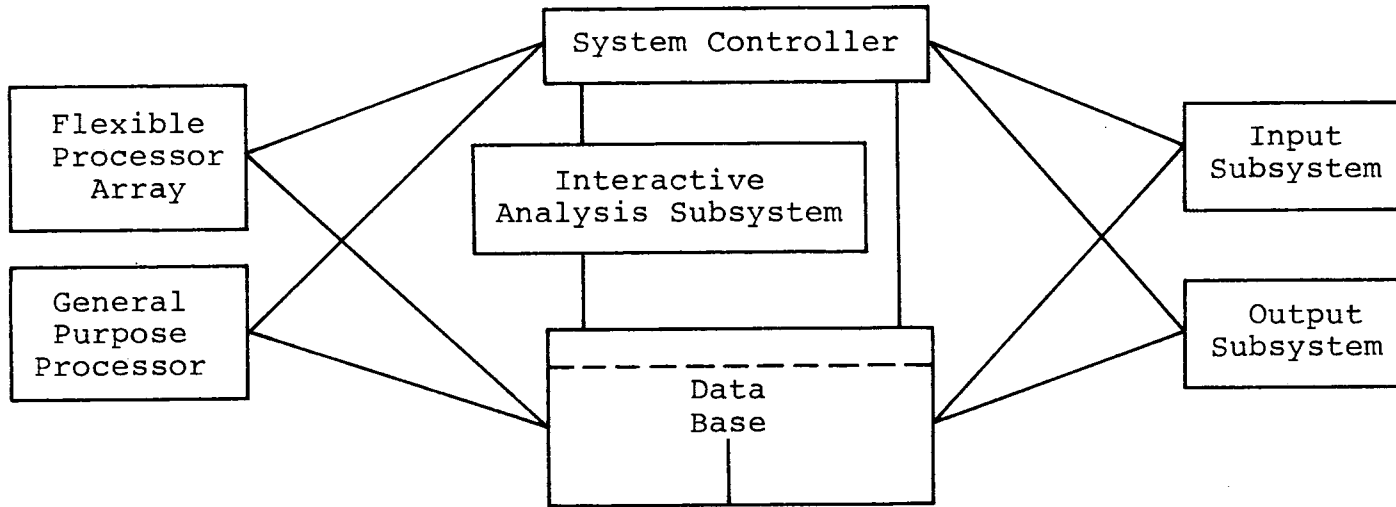 System Controller
Flexible
Processor
Array
Interactive
Analysis Subsystem
Input
Subsystem
General
Purpose
Processor
Output
Subsystem
Data
Base